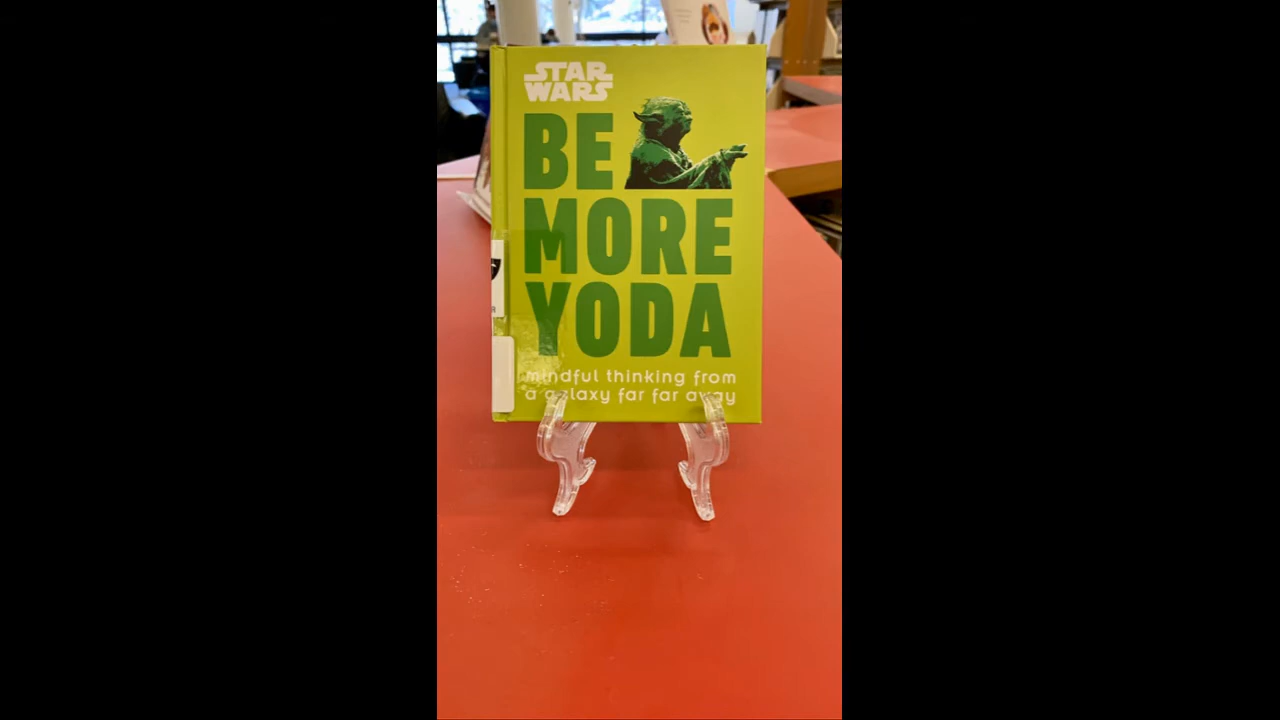 STAR
WARS
BE
MORE
YODA
mindful thinking from
a galaxy far far away